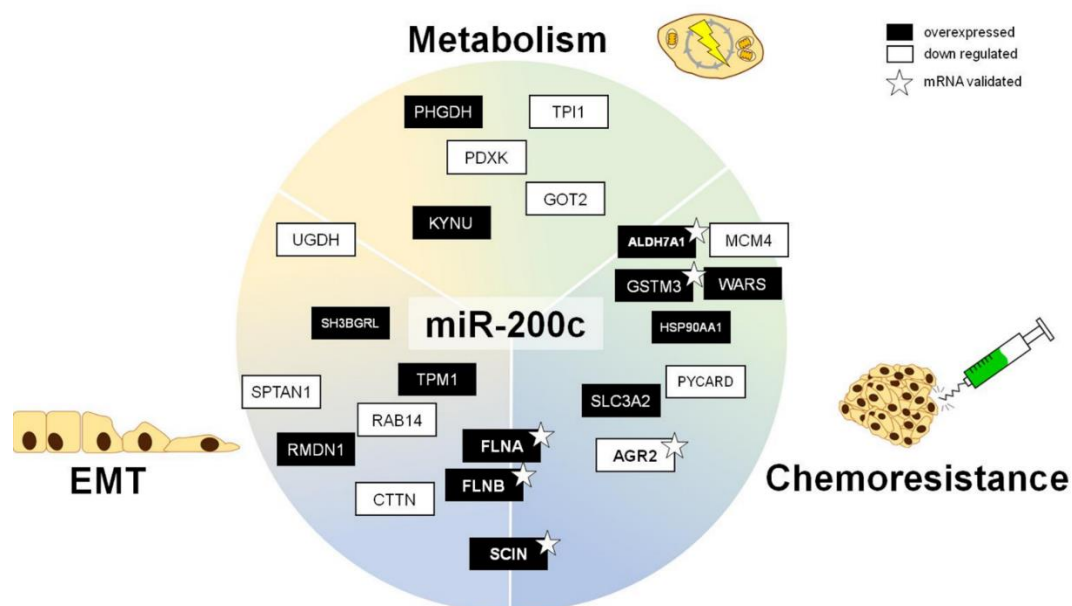 Metabolism
overexpressed
down regulated
mRNA validated
PHGDH
TPI1
PDXK
GOT2
KYNU
UGDH
ALDH7A1
MCM4
GSTM3
WARS
miR-200c
SH3BGRL
HSP90AA1
TPM1
PYCARD
SPTAN1
SLC3A2
RAB14
FLNA
RMDN1
AGR2
EMT
Chemoresistance
FLNB
CTTN
SCIN